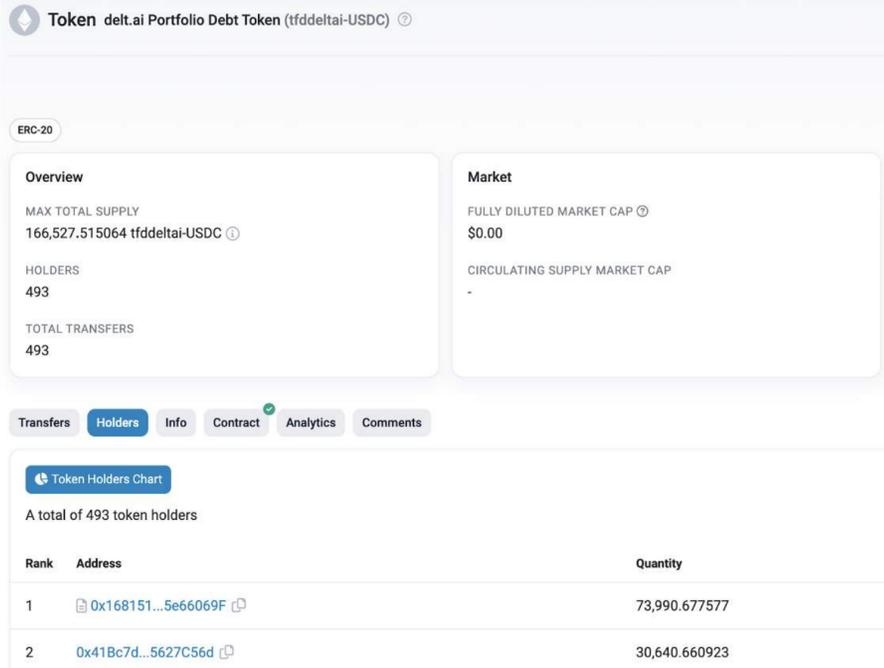 Token delt.ai Portfolio Debt Token (tfddeltai-USDC)
ERC-20
Overview
MAX TOTAL SUPPLY
166,527.515064 tfddeltai-USDC
HOLDERS
493
TOTAL TRANSFERS
493
Market
FULLY DILUTED MARKET CAP
$0.00
CIRCULATING SUPPLY MARKET CAP
-
Transfers Holders Info Contract Analytics Comments
Token Holders Chart
A total of 493 token holders
Rank Address Quantity
1 0x168151...5e66069F 73,990.677577
2 0x41Bc7d...5627C56d 30,640.660923